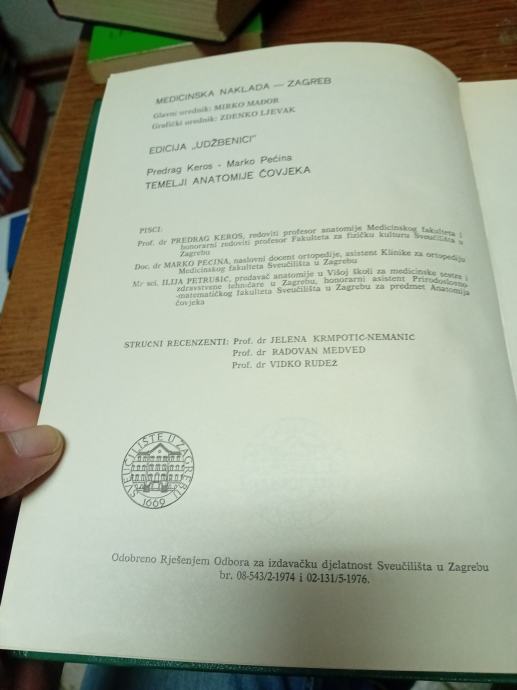 MEDICINSKA NAKLADA — ZAGREB
Glavni urednik: MIRKO MAĐOR
Grafički urednik: ZDENKO LJEVAK
EDICIJA „UDŽBENICI"
Predrag Keros - Marko Pećina
TEMELJI ANATOMIJE ČOVJEKA
PISCI:
Prof. dr PREDRAG KEROS, redoviti profesor anatomije Medicinskog fakulteta i
honorarni redoviti profesor Fakulteta za fizičku kulturu Sveučilišta u
Zagrebu
Doc. dr MARKO PEĆINA, naslovni docent ortopedije, asistent Klinike za ortopediju
Medicinskog fakulteta Sveučilišta u Zagrebu
Mr sci. ILIJA PETRUŠIĆ, predavač anatomije u Višoj školi za medicinske sestre i
zdravstvene tehničare u Zagrebu, honorarni asistent Prirodoslovno
-matematičkog fakulteta Sveučilišta u Zagrebu za predmet Anatomija
čovjeka
STRUČNI RECENZENTI: Prof. dr JELENA KRMPOTIĆ-NEMANIĆ
Prof. dr RADOVAN MEDVED
Prof. dr VIDKO RUDEŽ
SVEUČILIŠTE U ZAGREBU
1669
Odobreno Rješenjem Odbora za izdavačku djelatnost Sveučilišta u Zagrebu
br. 08-543/2-1974 i 02-131/5-1976.